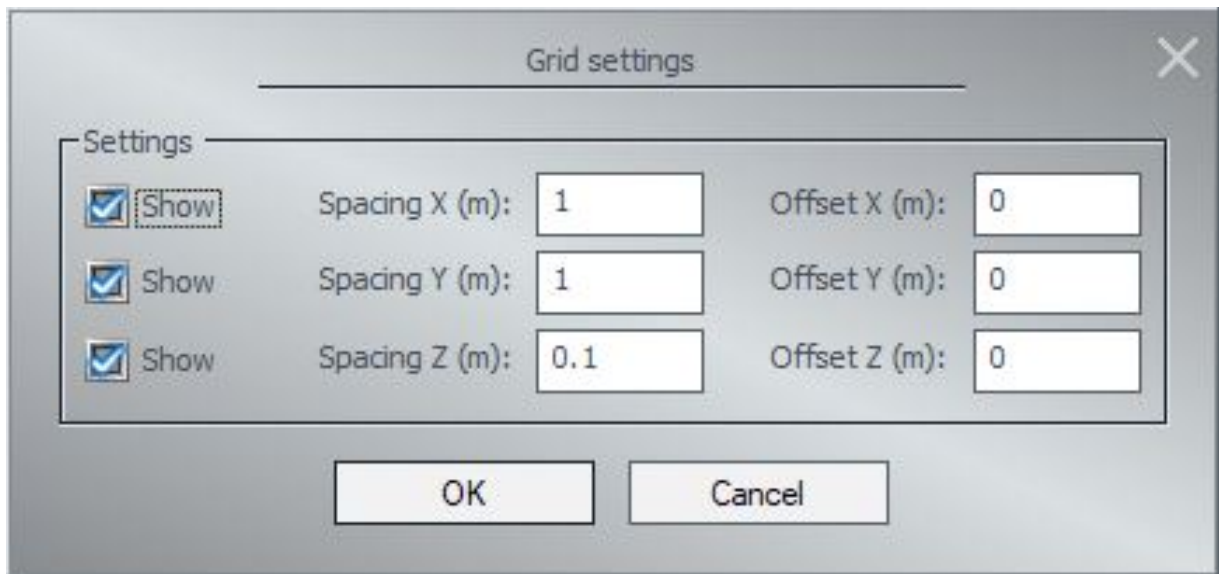 Grid settings
Settings
Show Spacing X (m): 1 Offset X (m): 0
Show Spacing Y (m): 1 Offset Y (m): 0
Show Spacing Z (m): 0.1 Offset Z (m): 0
OK Cancel